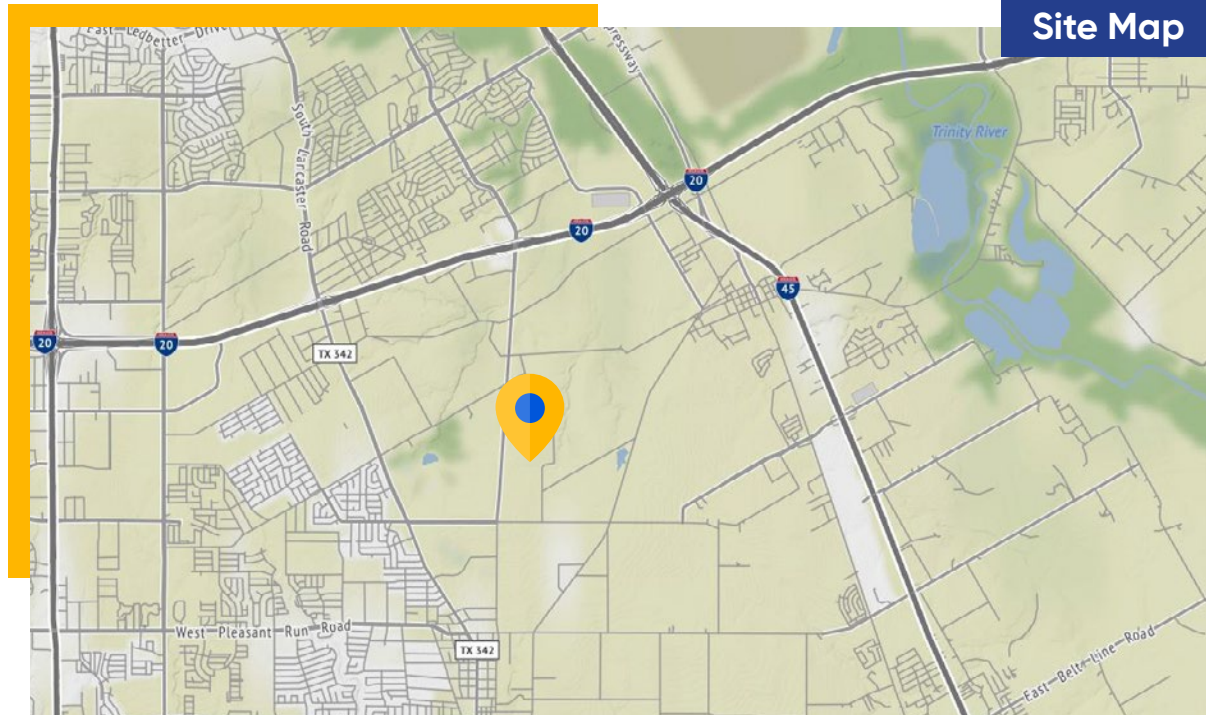 Site Map
East Ledbetter Drive
pressway
South Lancaster Road
Trinity River
20
20
45
20
20
TX 342
West Pleasant Run Road
TX 342
East Belt Line Road